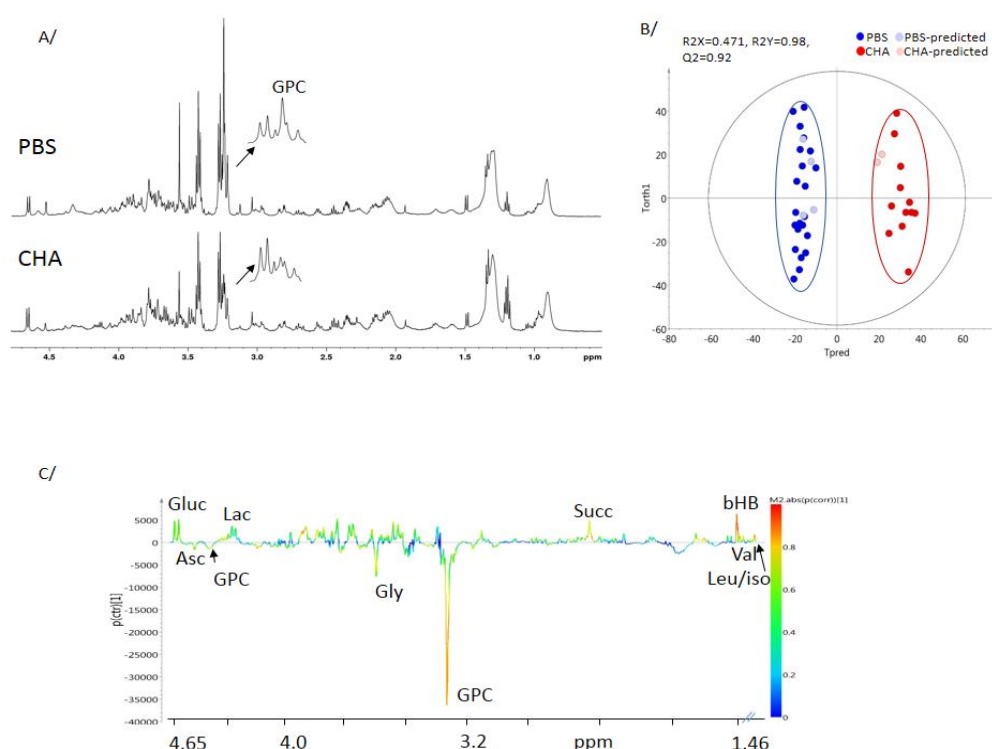 A/
GPC
PBS
CHA
4.5 4.0 3.5 3.0 2.5 2.0 1.5 1.0 ppm
B/
R2X=0.471, R2Y=0.98,
Q2=0.92
PBS PBS-predicted
CHA CHA-predicted
40
20
0
-20
-40
-60
-80 -60 -40 -20 0 20 40 60 80
Tpred
Torth1
C/
M2.abs(p(corr))[1]
Gluc
Lac
Succ
bHB
Asc
GPC
Gly
Val
Leu/iso
GPC
5000
0
-5000
-10000
-15000
-20000
-25000
-30000
-35000
-40000
p(ctr)[1]
0.8
0.6
0.4
0.2
0
4.65 4.0 3.2 ppm 1.46